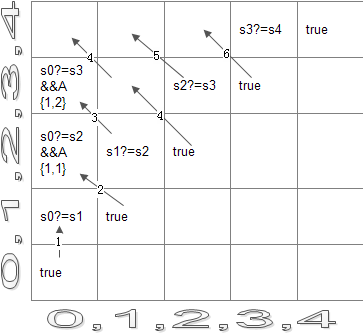 s3?=s4 true
4
5
6
s0?=s3
&&A
{1,2}
s2?=s3 true
3
4
s0?=s2
&&A
{1,1}
s1?=s2 true
2
s0?=s1 true
1
true
4,3,2,1,0
0,1,2,3,4